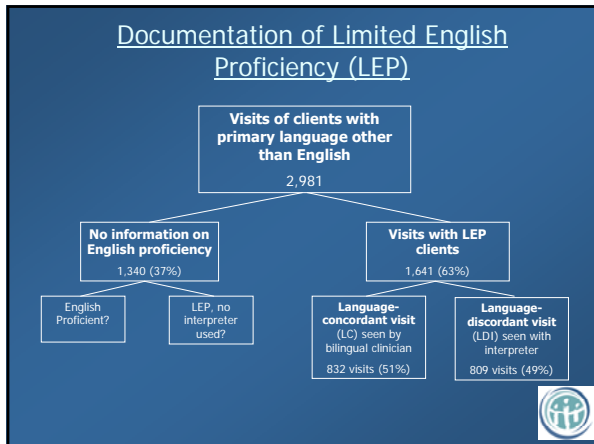 Documentation of Limited English
Proficiency (LEP)
Visits of clients with
primary language other
than English
2,981
No information on
English proficiency
1,340 (37%)
Visits with LEP
clients
1,641 (63%)
English
Proficient?
LEP, no
interpreter
used?
Language-
concordant visit
(LC) seen by
bilingual clinician
832 visits (51%)
Language-
discordant visit
(LDI) seen with
interpreter
809 visits (49%)